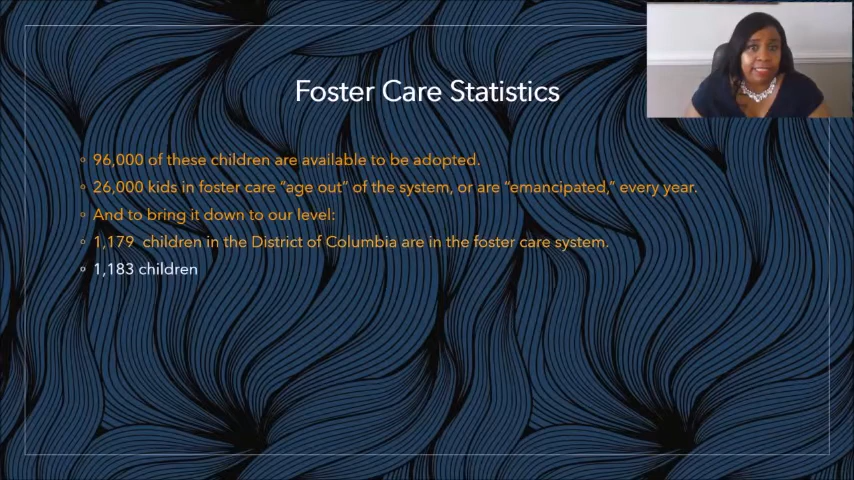 Foster Care Statistics
96,000 of these children are available to be adopted.
26,000 kids in foster care “age out” of the system, or are “emancipated,” every year.
And to bring it down to our level:
1,179  children in the District of Columbia are in the foster care system.
1,183 children